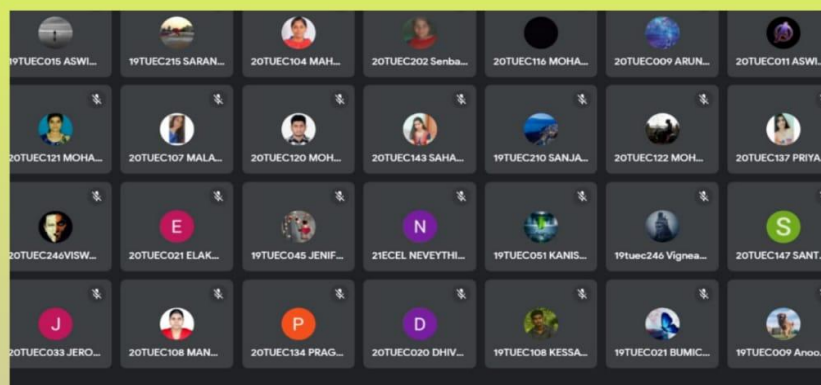 19TUEC015 ASWI... 19TUEC215 SARAN... 20TUEC104 MAH... 20TUEC202 Senba... 20TUEC116 MOHA... 20TUEC009 ARUN... 20TUEC011 ASWI...
20TUEC121 MOHA... 20TUEC107 MALA... 20TUEC120 MOH... 20TUEC143 SAHA... 19TUEC210 SANJA... 20TUEC122 MOH... 20TUEC137 PRIYA
E N S
20TUEC246VISW... 20TUEC021 ELAK... 19TUEC045 JENIF... 21ECEL NEVEYTHI... 19TUEC051 KANIS... 19tuec246 Vignea... 20TUEC147 SANT...
J P D
20TUEC033 JERO... 20TUEC108 MAN... 20TUEC134 PRAG... 20TUEC020 DHIV... 19TUEC108 KESSA... 19TUEC021 BUMIC... 19TUEC009 Anoo...